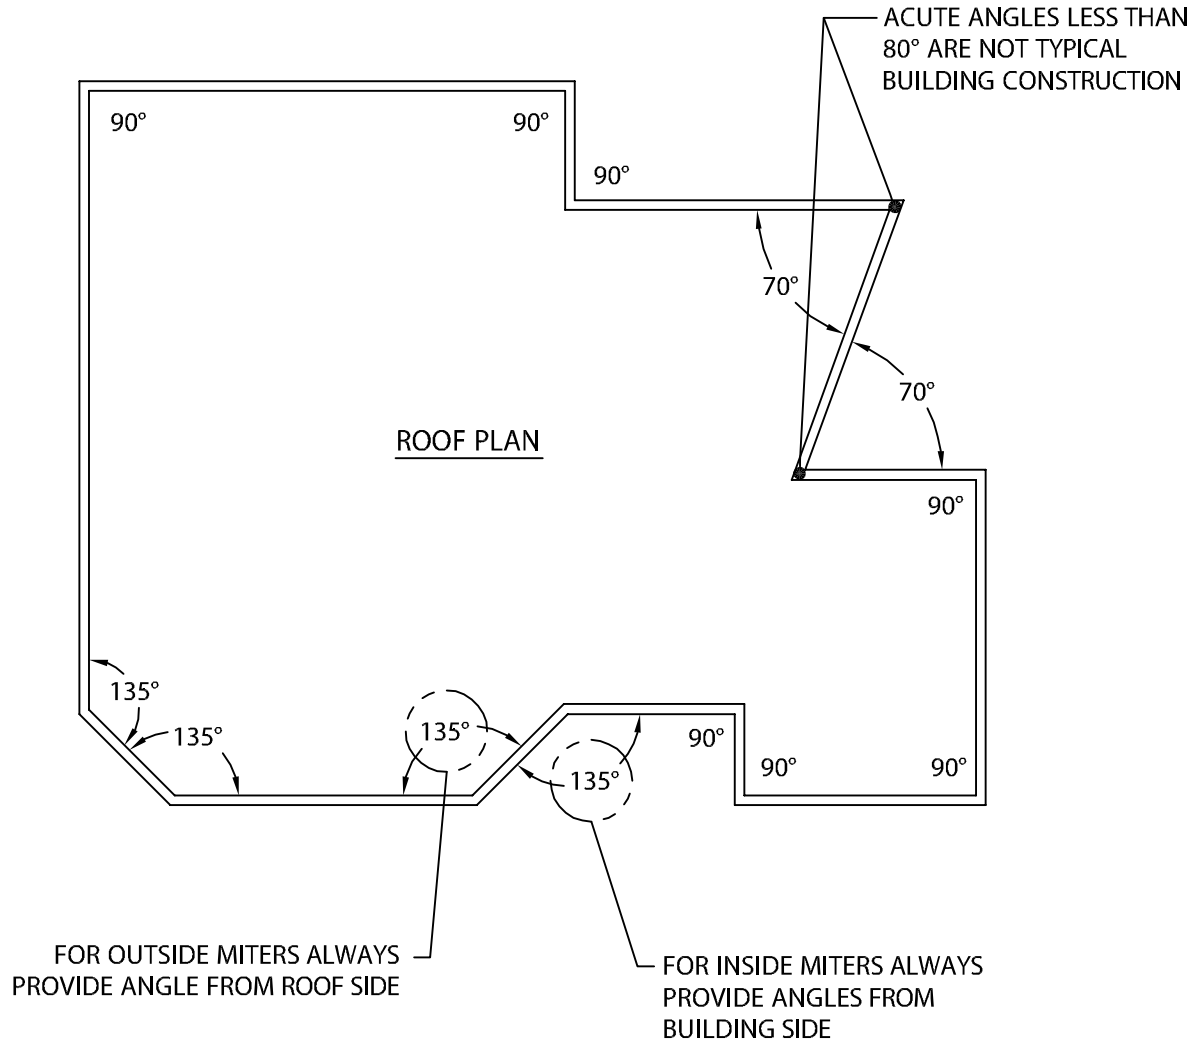 ACUTE ANGLES LESS THAN
80° ARE NOT TYPICAL
BUILDING CONSTRUCTION
90°
90°
90°
70°
70°
ROOF PLAN
90°
135°
135°
135°
135°
90°
90°
90°
FOR OUTSIDE MITERS ALWAYS
PROVIDE ANGLE FROM ROOF SIDE
FOR INSIDE MITERS ALWAYS
PROVIDE ANGLES FROM
BUILDING SIDE